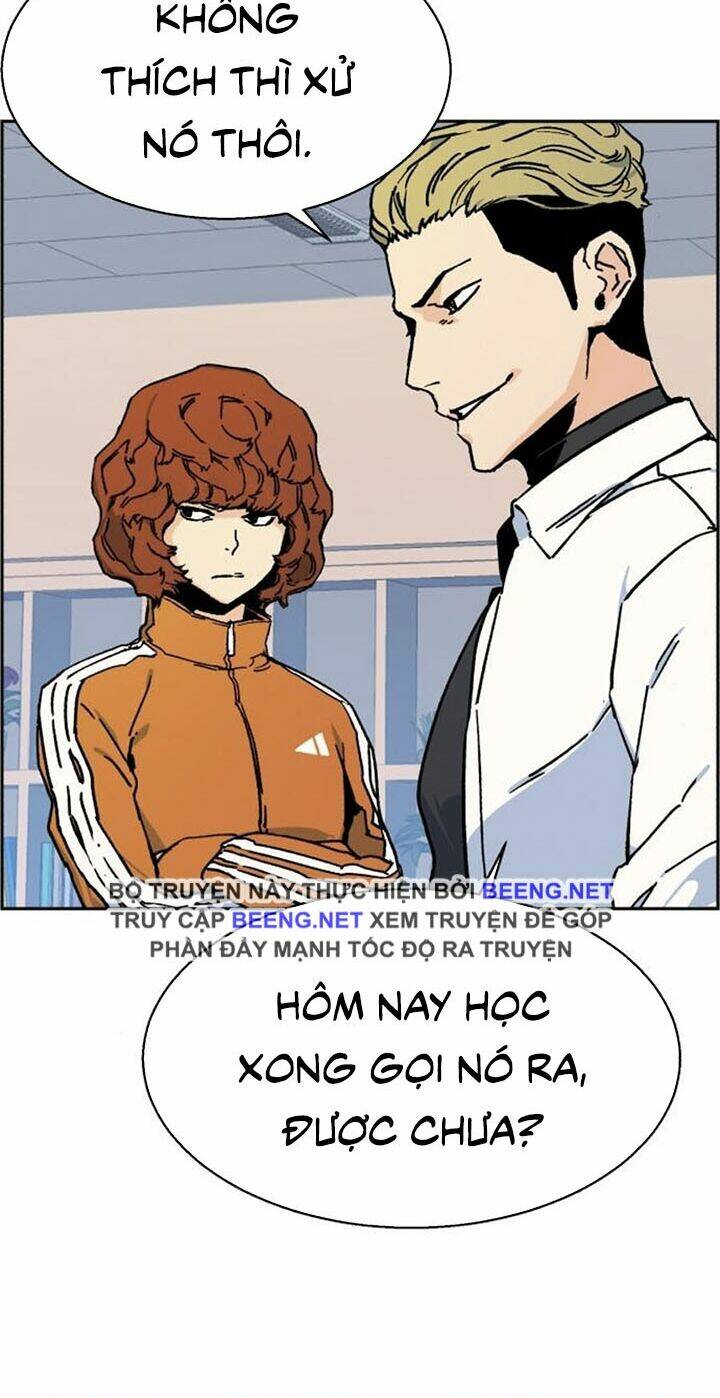 KHÔNG
THÍCH THÌ XỬ
NÓ THÔI.
BỘ TRUYỆN NÀY THỰC HIỆN BỞI BEENG.NET
TRUY CẬP BEENG.NET XEM TRUYỆN ĐỂ GÓP
PHẦN ĐẨY MẠNH TỐC ĐỘ RA TRUYỆN
HÔM NAY HỌC
XONG GỌI NÓ RA,
ĐƯỢC CHƯA?